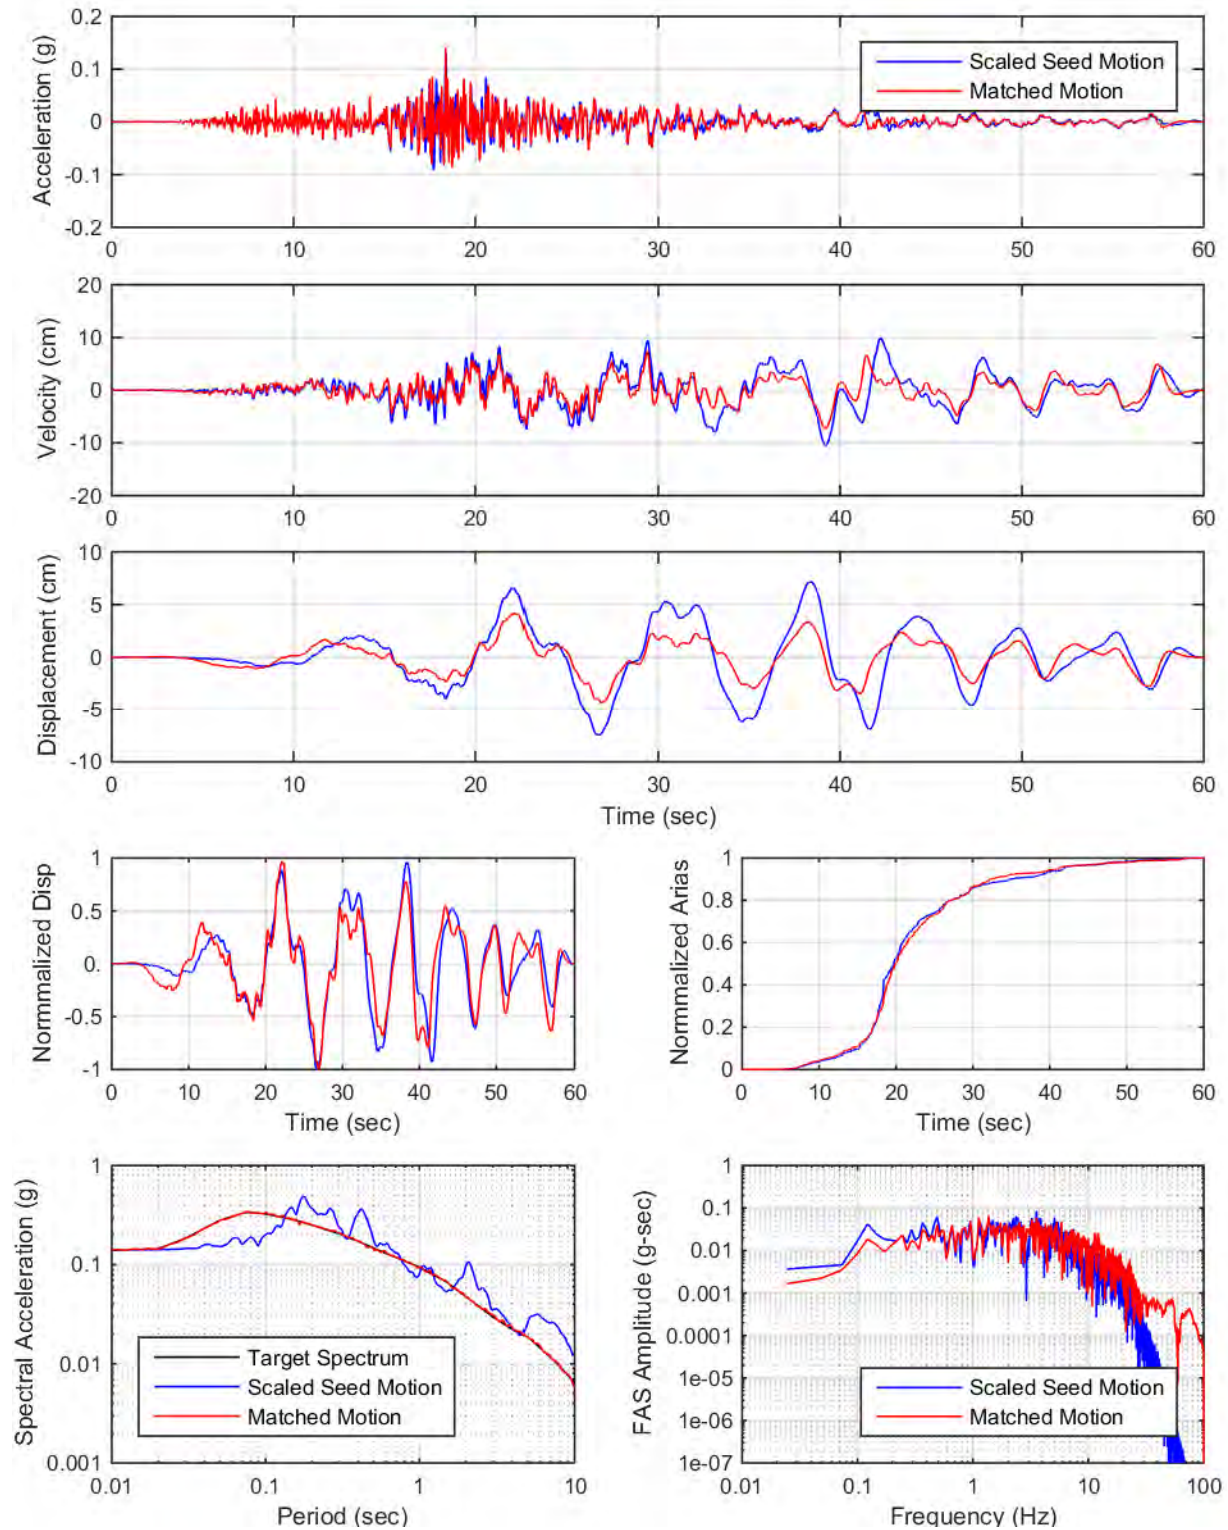 Acceleration (g)
0.2
0.1
0
-0.1
-0.2
Scaled Seed Motion
Matched Motion
0 10 20 30 40 50 60
Velocity (cm)
20
10
0
-10
-20
0 10 20 30 40 50 60
Displacement (cm)
10
5
0
-5
-10
0 10 20 30 40 50 60
Time (sec)
Normalized Disp
1
0.5
0.
-0.5
-1
0 10 20 30 40 50 60
Time (sec)
Normmalized Arias
1
0.8
0.6
0.4
0.2
0
0 10 20 30 40 50 60
Time (sec)
Spectral Acceleration (g)
1
0.1
0.01
0.001
Target Spectrum
Scaled Seed Motion
Matched Motion
0.01 0.1 1 10
Period (sec)
FAS Amplitude (g-sec)
1
0.1
0.01
0.001
0.0001
1e-05
1e-06
1e-07
Scaled Seed Motion
Matched Motion
0.01 0.1 1 10 100
Frequency (Hz)